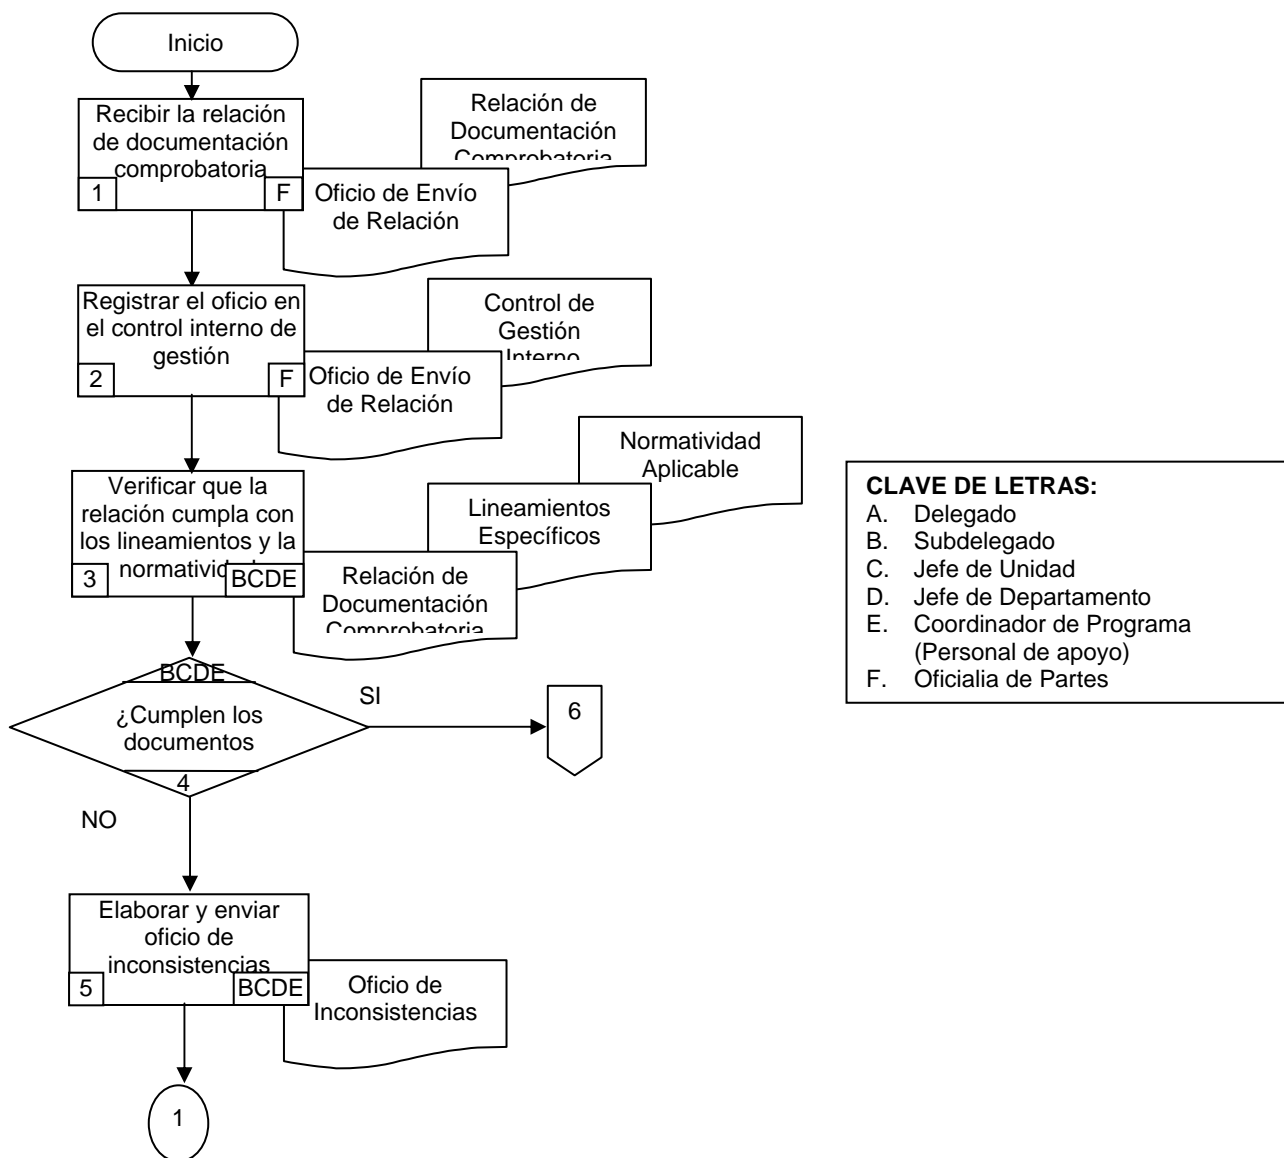 Inicio
Recibir la relación
de documentación
comprobatoria
1
F
Relación de
Documentación
Comprobatoria
Oficio de Envío
de Relación
Registrar el oficio en
el control interno de
gestión
2
F
Control de
Gestión
Interno
Oficio de Envío
de Relación
Verificar que la
relación cumpla con
los lineamientos y la
normatividad
3
BCDE
Normatividad
Aplicable
Lineamientos
Específicos
Relación de
Documentación
Comprobatoria
BCDE
¿Cumplen los
documentos
4
SI
6
NO
Elaborar y enviar
oficio de
inconsistencias
5
BCDE
Oficio de
Inconsistencias
1
CLAVE DE LETRAS:
A. Delegado
B. Subdelegado
C. Jefe de Unidad
D. Jefe de Departamento
E. Coordinador de Programa
(Personal de apoyo)
F. Oficialia de Partes